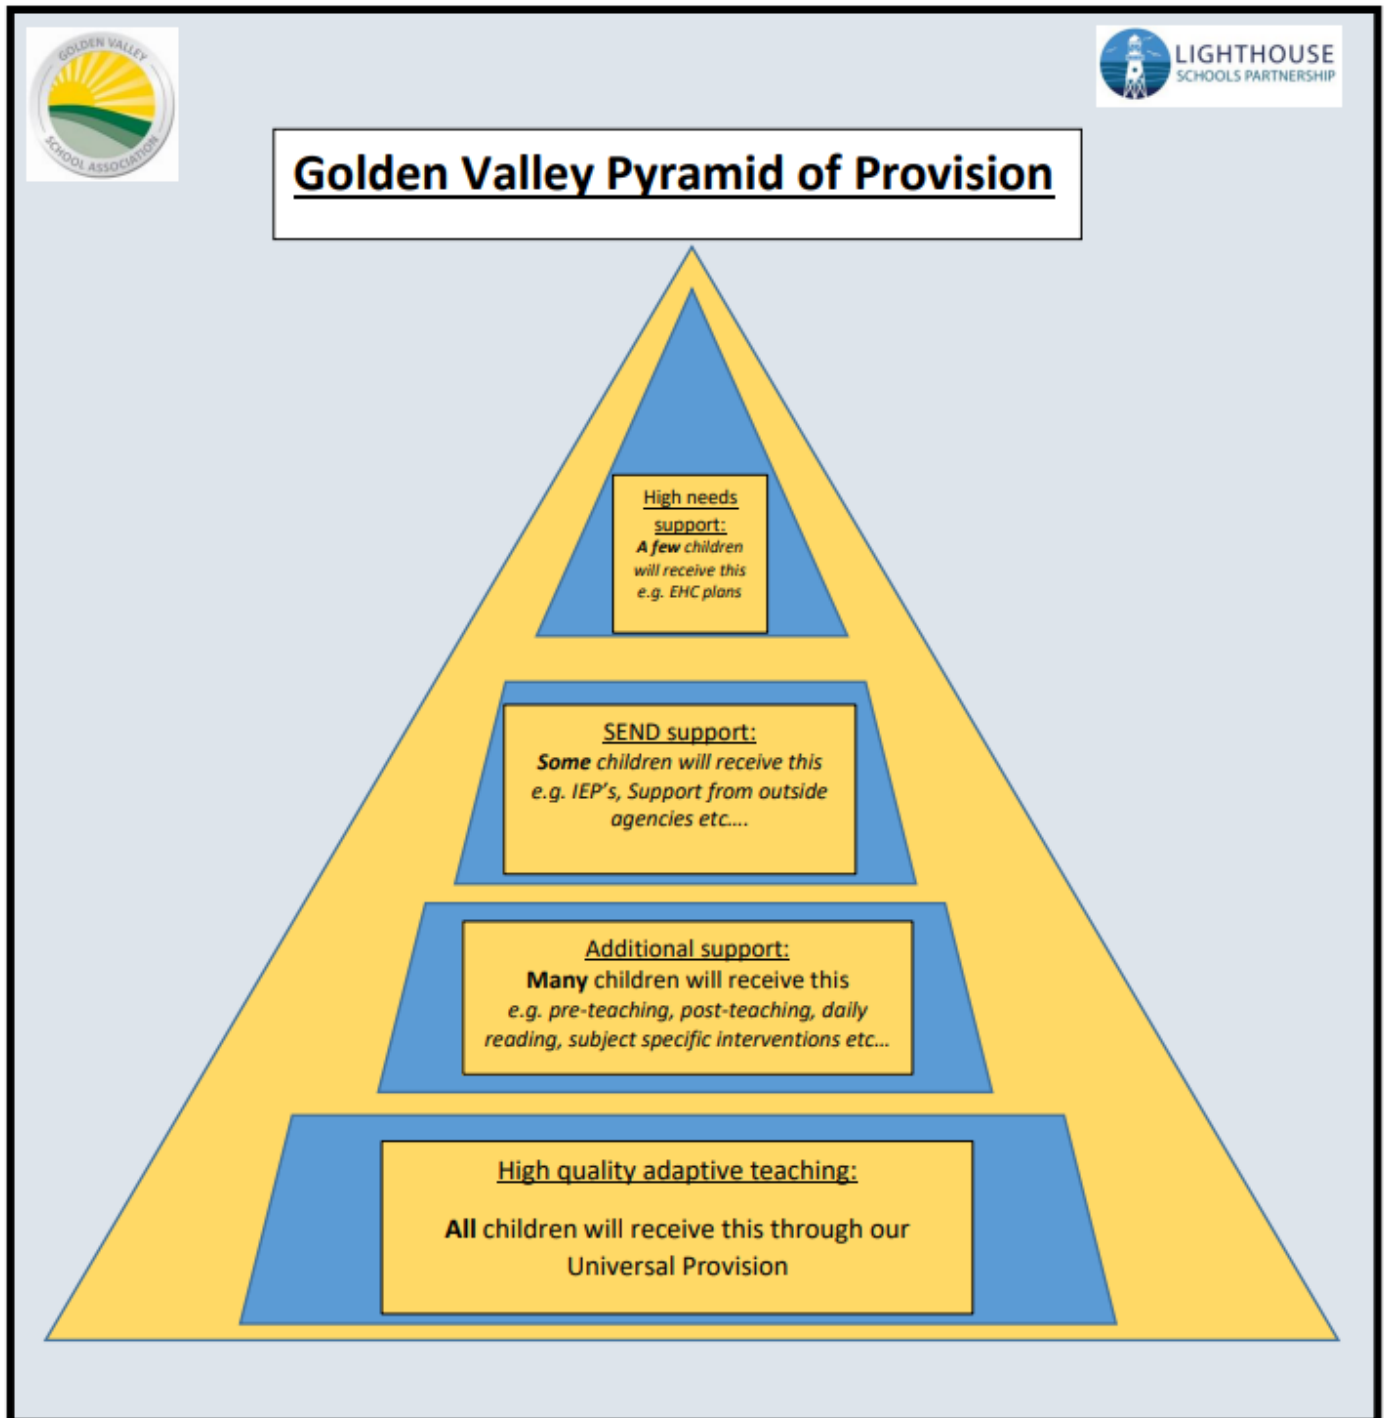 GOLDEN VALLEY
SCHOOL ASSOCIATION
LIGHTHOUSE
SCHOOLS PARTNERSHIP
Golden Valley Pyramid of Provision
High needs
support:
A few children
will receive this
e.g. EHC plans
SEND support:
Some children will receive this
e.g. IEP's, Support from outside
agencies etc....
Additional support:
Many children will receive this
e.g. pre-teaching, post-teaching, daily
reading, subject specific interventions etc...
High quality adaptive teaching:
All children will receive this through our
Universal Provision